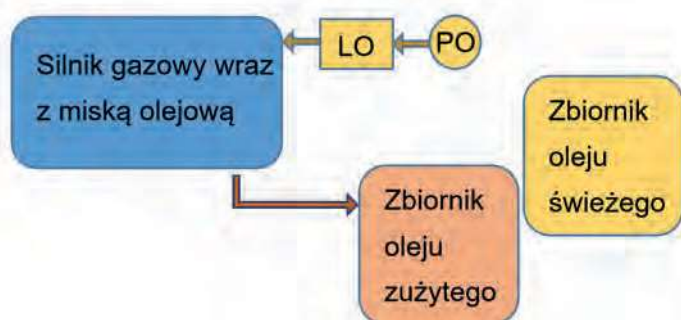 LO
PO
Silnik gazowy wraz
z miską olejową
Zbiornik
oleju
świeżego
Zbiornik
oleju
zużytego